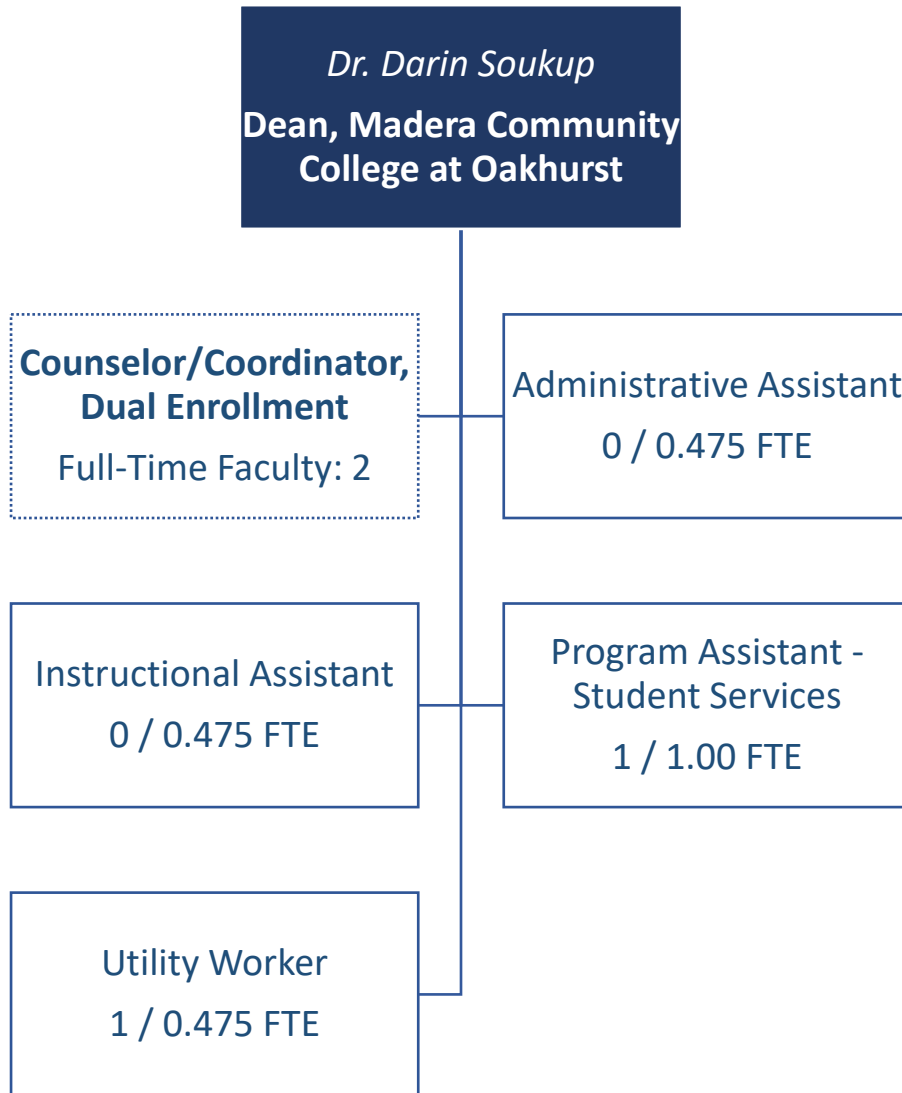 Dr. Darin Soukup
Dean, Madera Community
College at Oakhurst
Counselor/Coordinator,
Dual Enrollment
Full-Time Faculty: 2
Administrative Assistant
0 / 0.475 FTE
Instructional Assistant
0 / 0.475 FTE
Program Assistant -
Student Services
1 / 1.00 FTE
Utility Worker
1 / 0.475 FTE